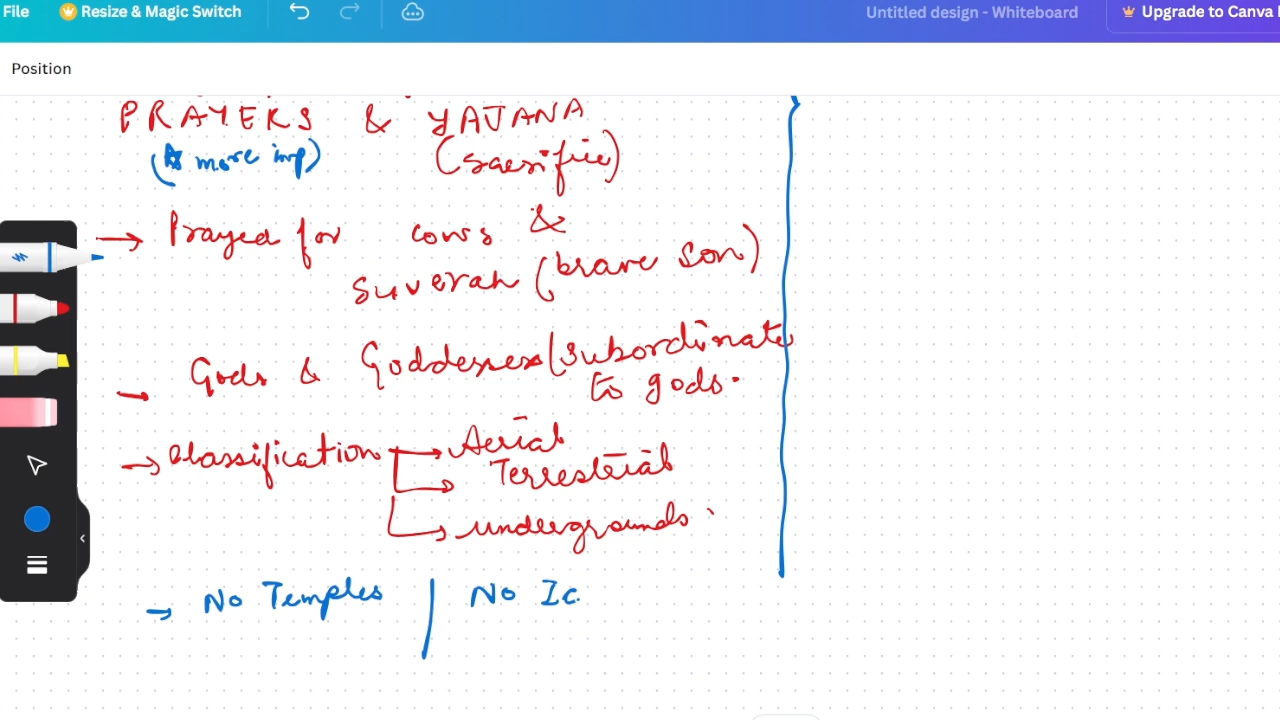 File Resize & Magic Switch Untitled design - Whiteboard Upgrade to Canva
Position
PRAYERS & YAJANA
(more imp) (sacrifice)
→ Prayed for cows &
suverah (brave son)
→ Gods & Goddesses (subordinate
to gods.
→ Classification → Aerial
→ Terresterial
→ undergrounds
→ No Temples | No Ic